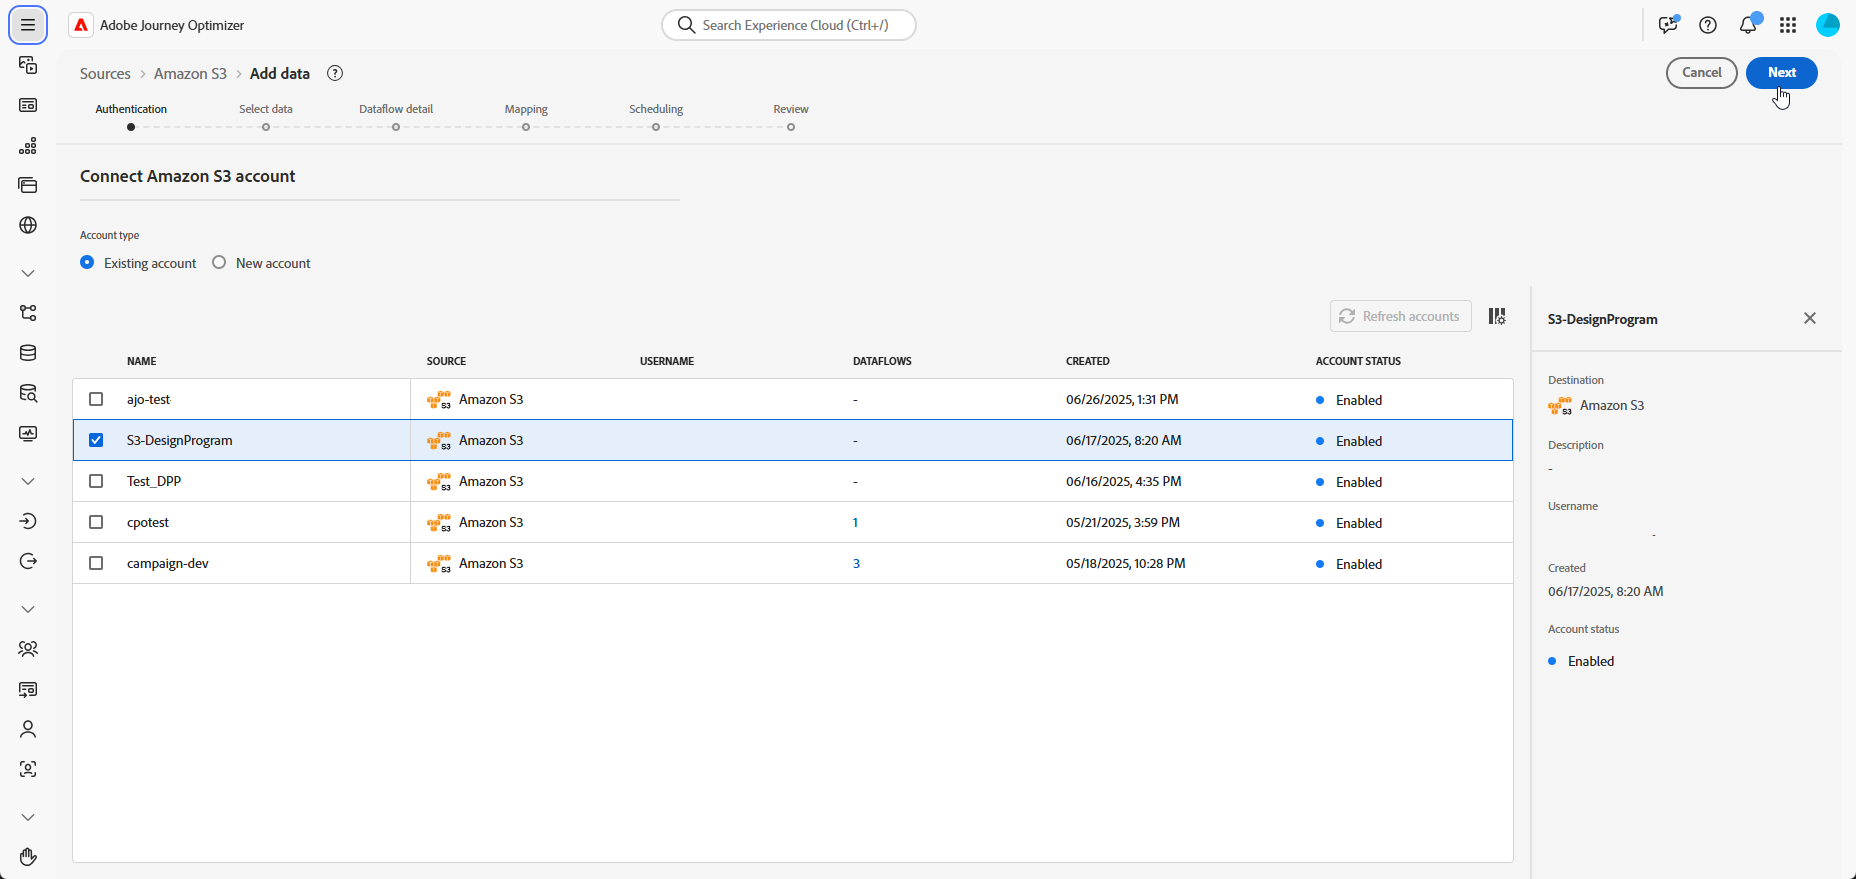 Adobe Journey Optimizer
Search Experience Cloud (Ctrl+/)
Sources > Amazon S3 > Add data
Cancel
Next
Authentication Select data Dataflow detail Mapping Scheduling Review
Connect Amazon S3 account
Account type
Existing account New account
Refresh accounts
NAME SOURCE USERNAME DATAFLOWS CREATED ACCOUNT STATUS
ajo-test Amazon S3 - 06/26/2025, 1:31 PM Enabled
S3-DesignProgram Amazon S3 - 06/17/2025, 8:20 AM Enabled
Test_DPP Amazon S3 - 06/16/2025, 4:35 PM Enabled
cpotest Amazon S3 1 05/21/2025, 3:59 PM Enabled
campaign-dev Amazon S3 3 05/18/2025, 10:28 PM Enabled
S3-DesignProgram
Destination
Amazon S3
Description
-
Username
-
Created
06/17/2025, 8:20 AM
Account status
Enabled